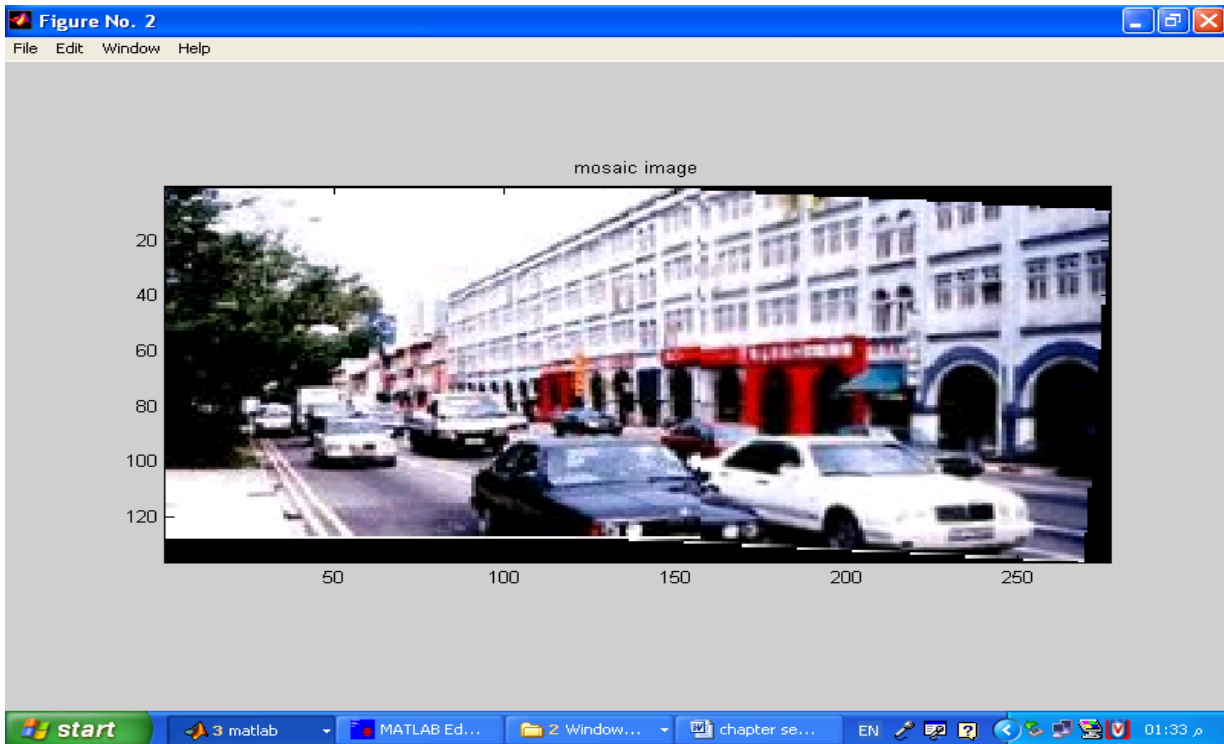 Figure No. 2
File Edit Window Help
mosaic image
20
40
60
80
100
120
50 100 150 200 250
start 3 matlab MATLAB Ed... 2 Window... chapter se... EN 01:33 م